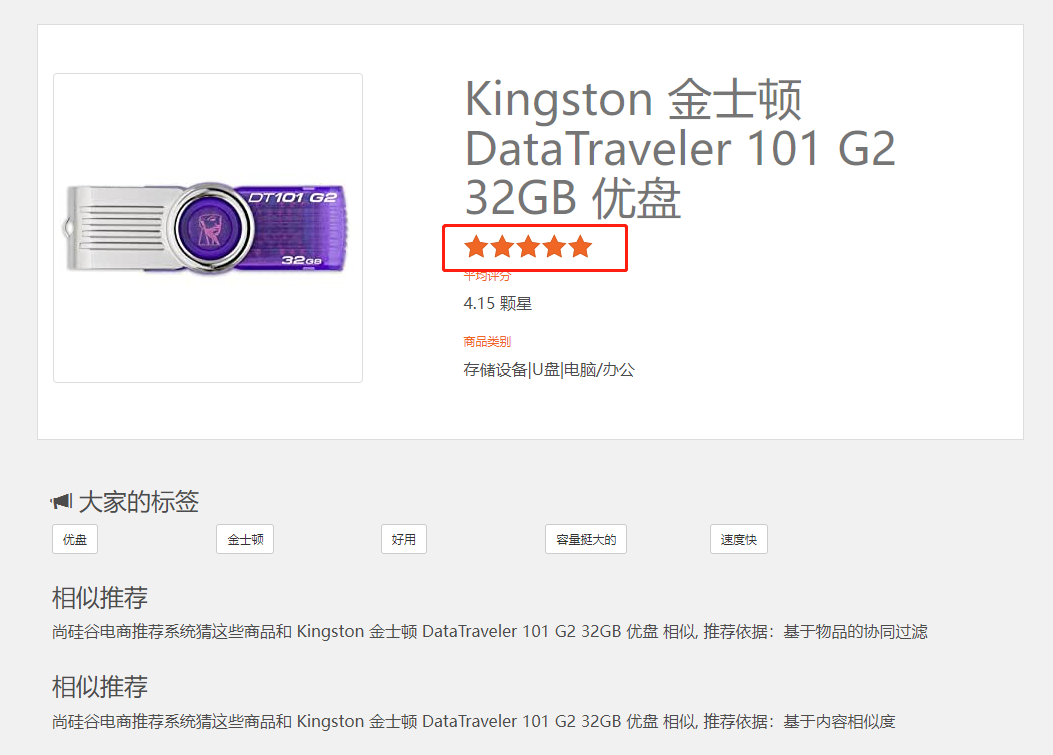 Kingston 金士顿
DataTraveler 101 G2
32GB 优盘
DT101 G2
32GB
平均评分
4.15 颗星
商品类别
存储设备|U盘|电脑/办公
大家的标签
优盘
金士顿
好用
容量挺大的
速度快
相似推荐
尚硅谷电商推荐系统猜这些商品和 Kingston 金士顿 DataTraveler 101 G2 32GB 优盘 相似, 推荐依据：基于物品的协同过滤
相似推荐
尚硅谷电商推荐系统猜这些商品和 Kingston 金士顿 DataTraveler 101 G2 32GB 优盘 相似, 推荐依据：基于内容相似度